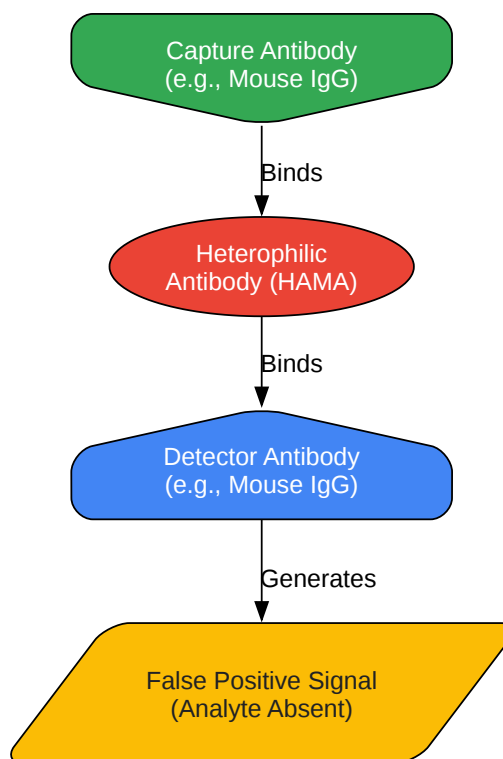 Capture Antibody
(e.g., Mouse IgG)
Binds
Heterophilic
Antibody (HAMA)
Binds
Detector Antibody
(e.g., Mouse IgG)
Generates
False Positive Signal
(Analyte Absent)